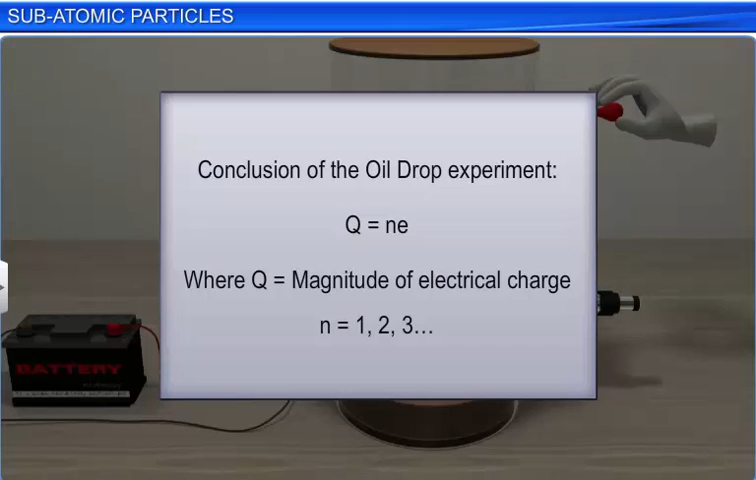 SUB-ATOMIC PARTICLES
Conclusion of the Oil Drop experiment:
Q = ne
Where Q = Magnitude of electrical charge
n = 1, 2, 3...
BATTERY